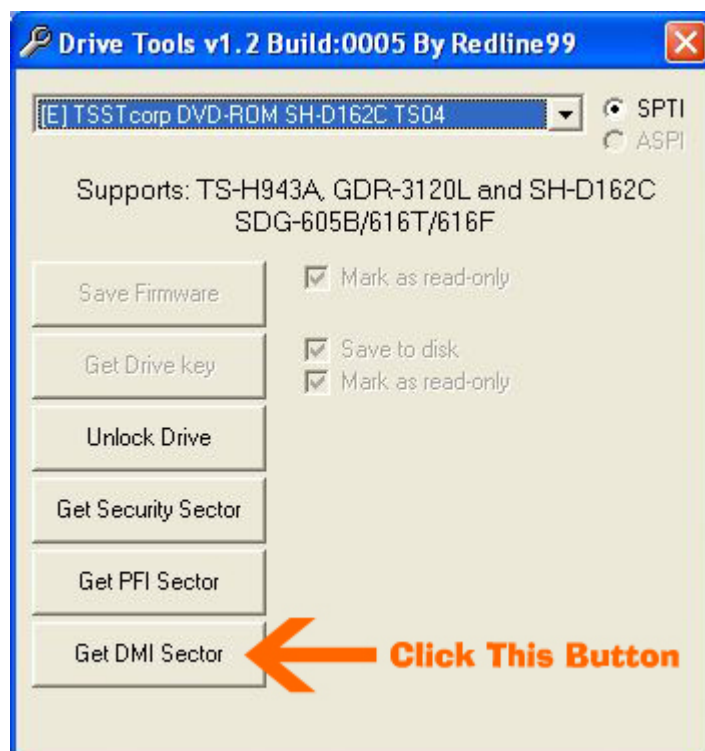 Drive Tools v1.2 Build:0005 By Redline99
[E] TSSTcorp DVD-ROM SH-D162C TS04
SPTI
ASPI
Supports: TS-H943A, GDR-3120L and SH-D162C
SDG-605B/616T/616F
Save Firmware
Mark as read-only
Get Drive key
Save to disk
Mark as read-only
Unlock Drive
Get Security Sector
Get PFI Sector
Get DMI Sector
Click This Button